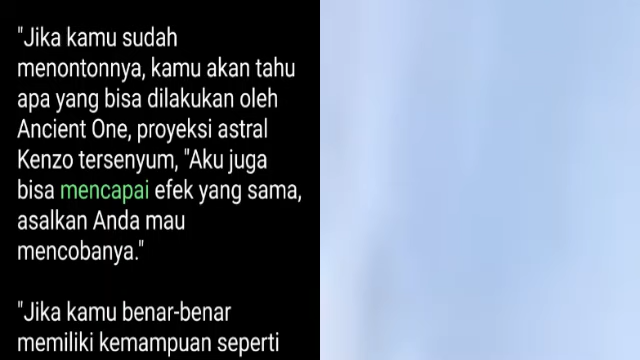 "Jika kamu sudah
menontonnya, kamu akan tahu
apa yang bisa dilakukan oleh
Ancient One, proyeksi astral
Kenzo tersenyum, "Aku juga
bisa mencapai efek yang sama,
asalkan Anda mau
mencobanya."
"Jika kamu benar-benar
memiliki kemampuan seperti